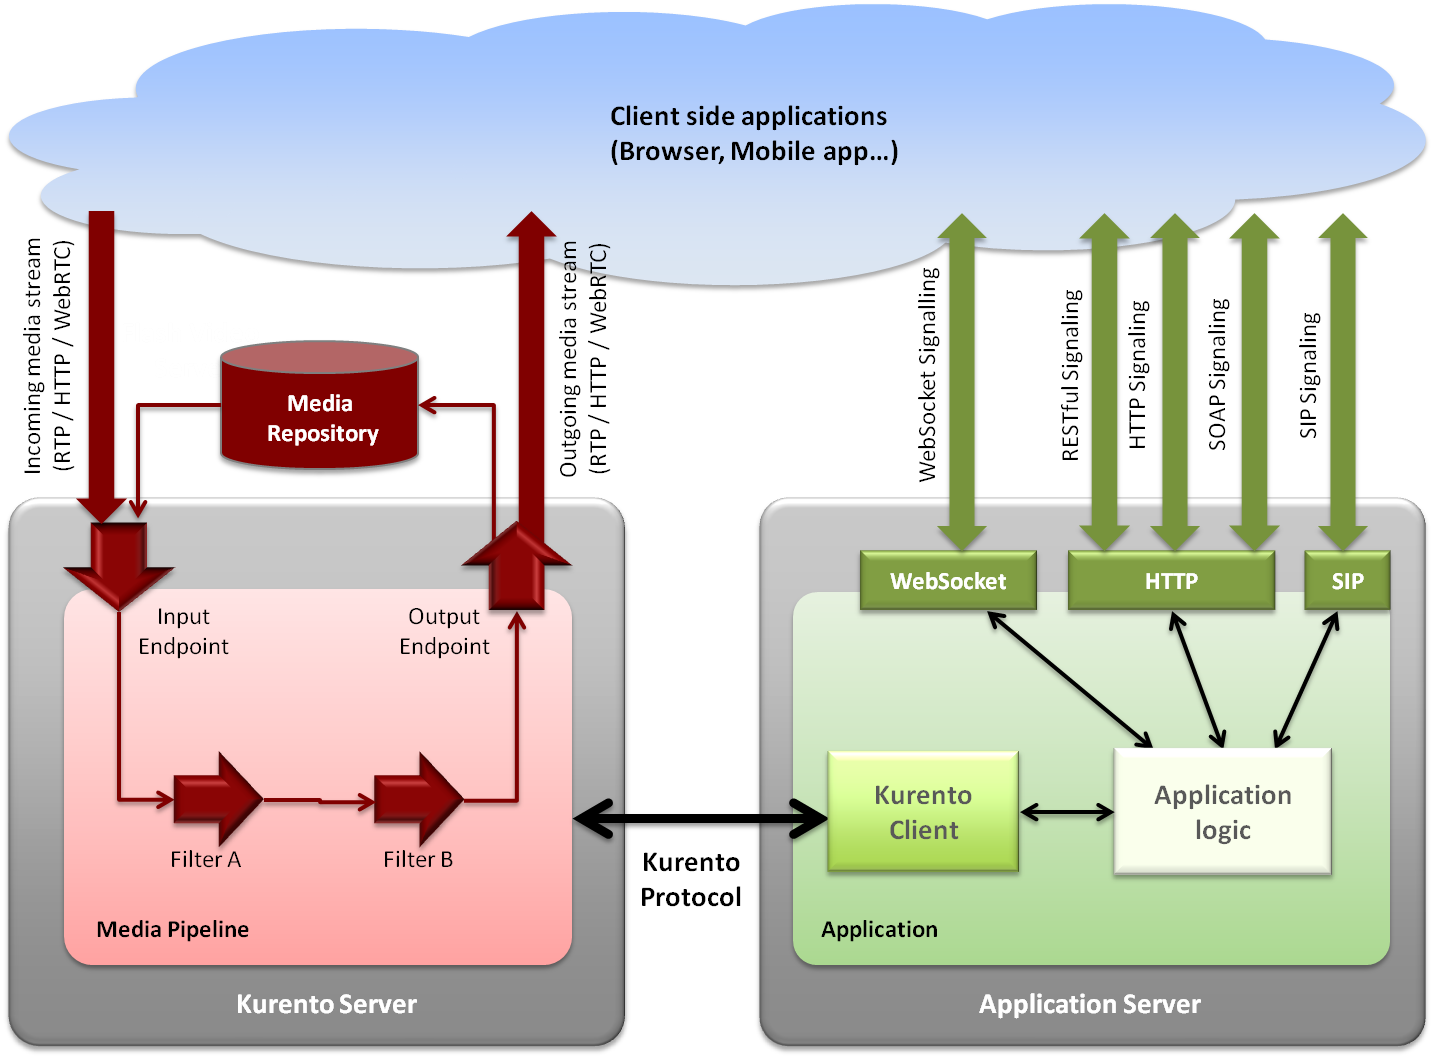 Client side applications
(Browser, Mobile app...)
Incoming media stream
(RTP / HTTP / WebRTC)
Outgoing media stream
(RTP / HTTP / WebRTC)
WebSocket Signalling
RESTful Signaling
HTTP Signaling
SOAP Signaling
SIP Signaling
Media
Repository
WebSocket
HTTP
SIP
Input
Endpoint
Output
Endpoint
Filter A
Filter B
Media Pipeline
Kurento Server
Kurento
Protocol
Kurento
Client
Application
logic
Application
Application Server